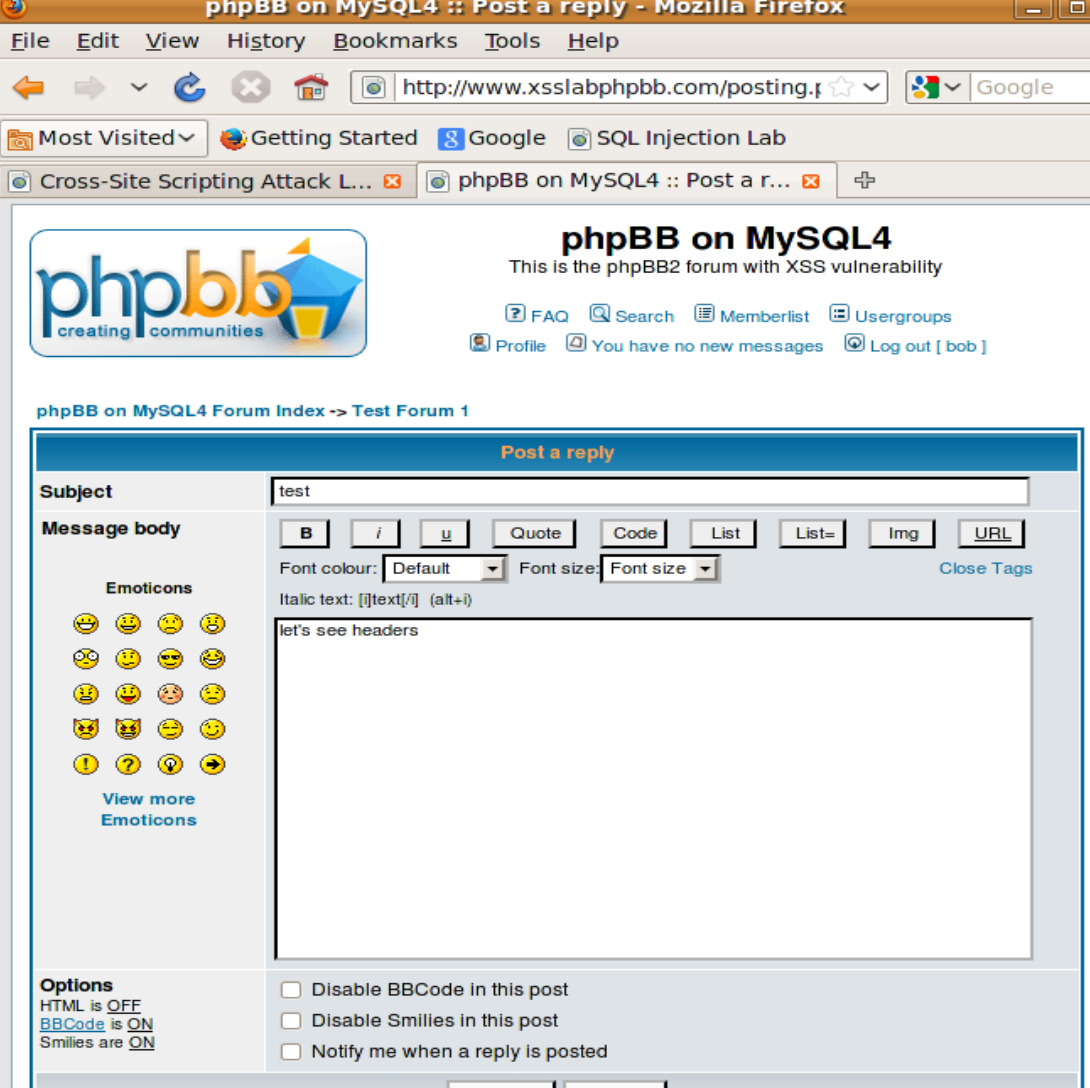 phpBB on MySQL4 :: Post a reply - Mozilla Firefox
File Edit View History Bookmarks Tools Help
http://www.xsslabphpbb.com/posting.p Google
Most Visited Getting Started Google SQL Injection Lab
Cross-Site Scripting Attack L... phpBB on MySQL4 :: Post a r...
phpbb
creating communities
phpBB on MySQL4
This is the phpBB2 forum with XSS vulnerability
FAQ Search Memberlist Usergroups
Profile You have no new messages Log out [ bob ]
phpBB on MySQL4 Forum Index -> Test Forum 1
Post a reply
Subject test
Message body
B i u Quote Code List List= Img URL
Font colour: Default Font size: Font size Close Tags
Italic text: [i]text[/i] (alt+i)
Emoticons
let's see headers
View more
Emoticons
Options
HTML is OFF
BBCode is ON
Smilies are ON
Disable BBCode in this post
Disable Smilies in this post
Notify me when a reply is posted